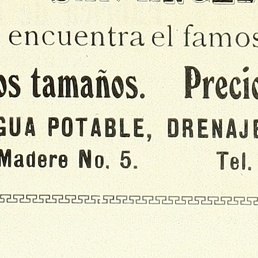 encuentra el famos
os tamaños. Precio
GUA POTABLE, DRENAJE
Madero No. 5. Tel.